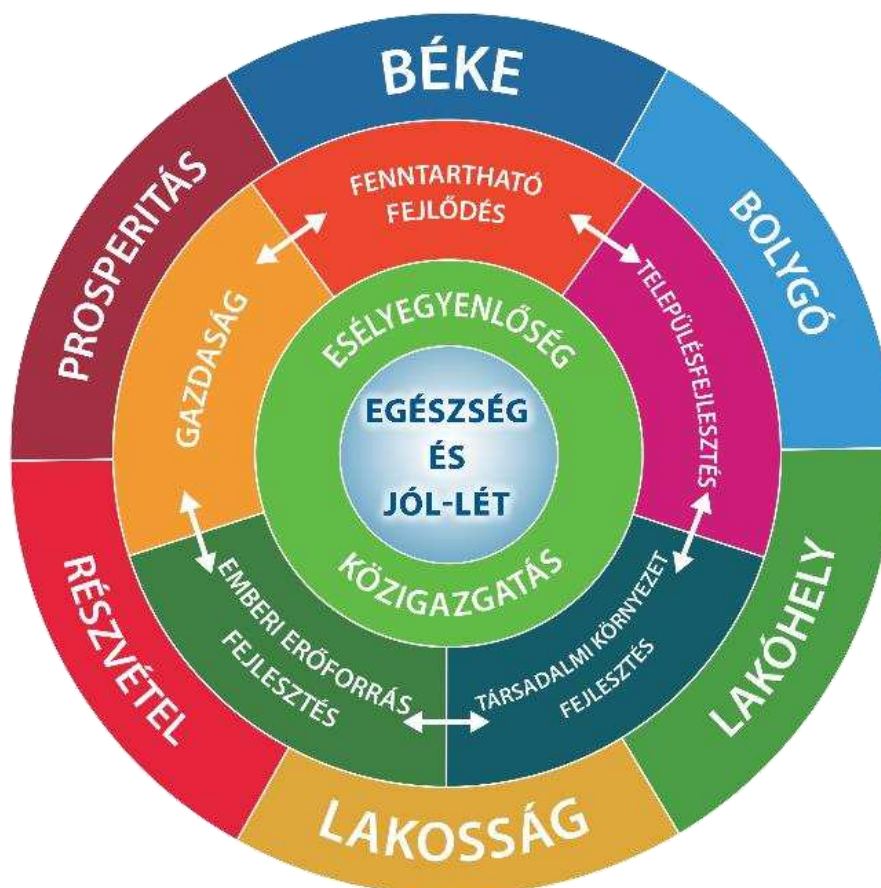 BÉKE
BOLYGÓ
LAKÓHELY
LAKOSSÁG
RÉSZVÉTEL
PROSPERITÁS
FENNTARTHATÓ
FEJLŐDÉS
TELEPÜLÉSFEJLESZTÉS
TÁRSADALMI KÖRNYEZET
FEJLESZTÉS
EMBERI ERŐFORRÁS
FEJLESZTÉS
GAZDASÁG
ESÉLYEGYENLŐSÉG
KÖZIGAZGATÁS
EGÉSZSÉG
ÉS
JÓL-LÉT